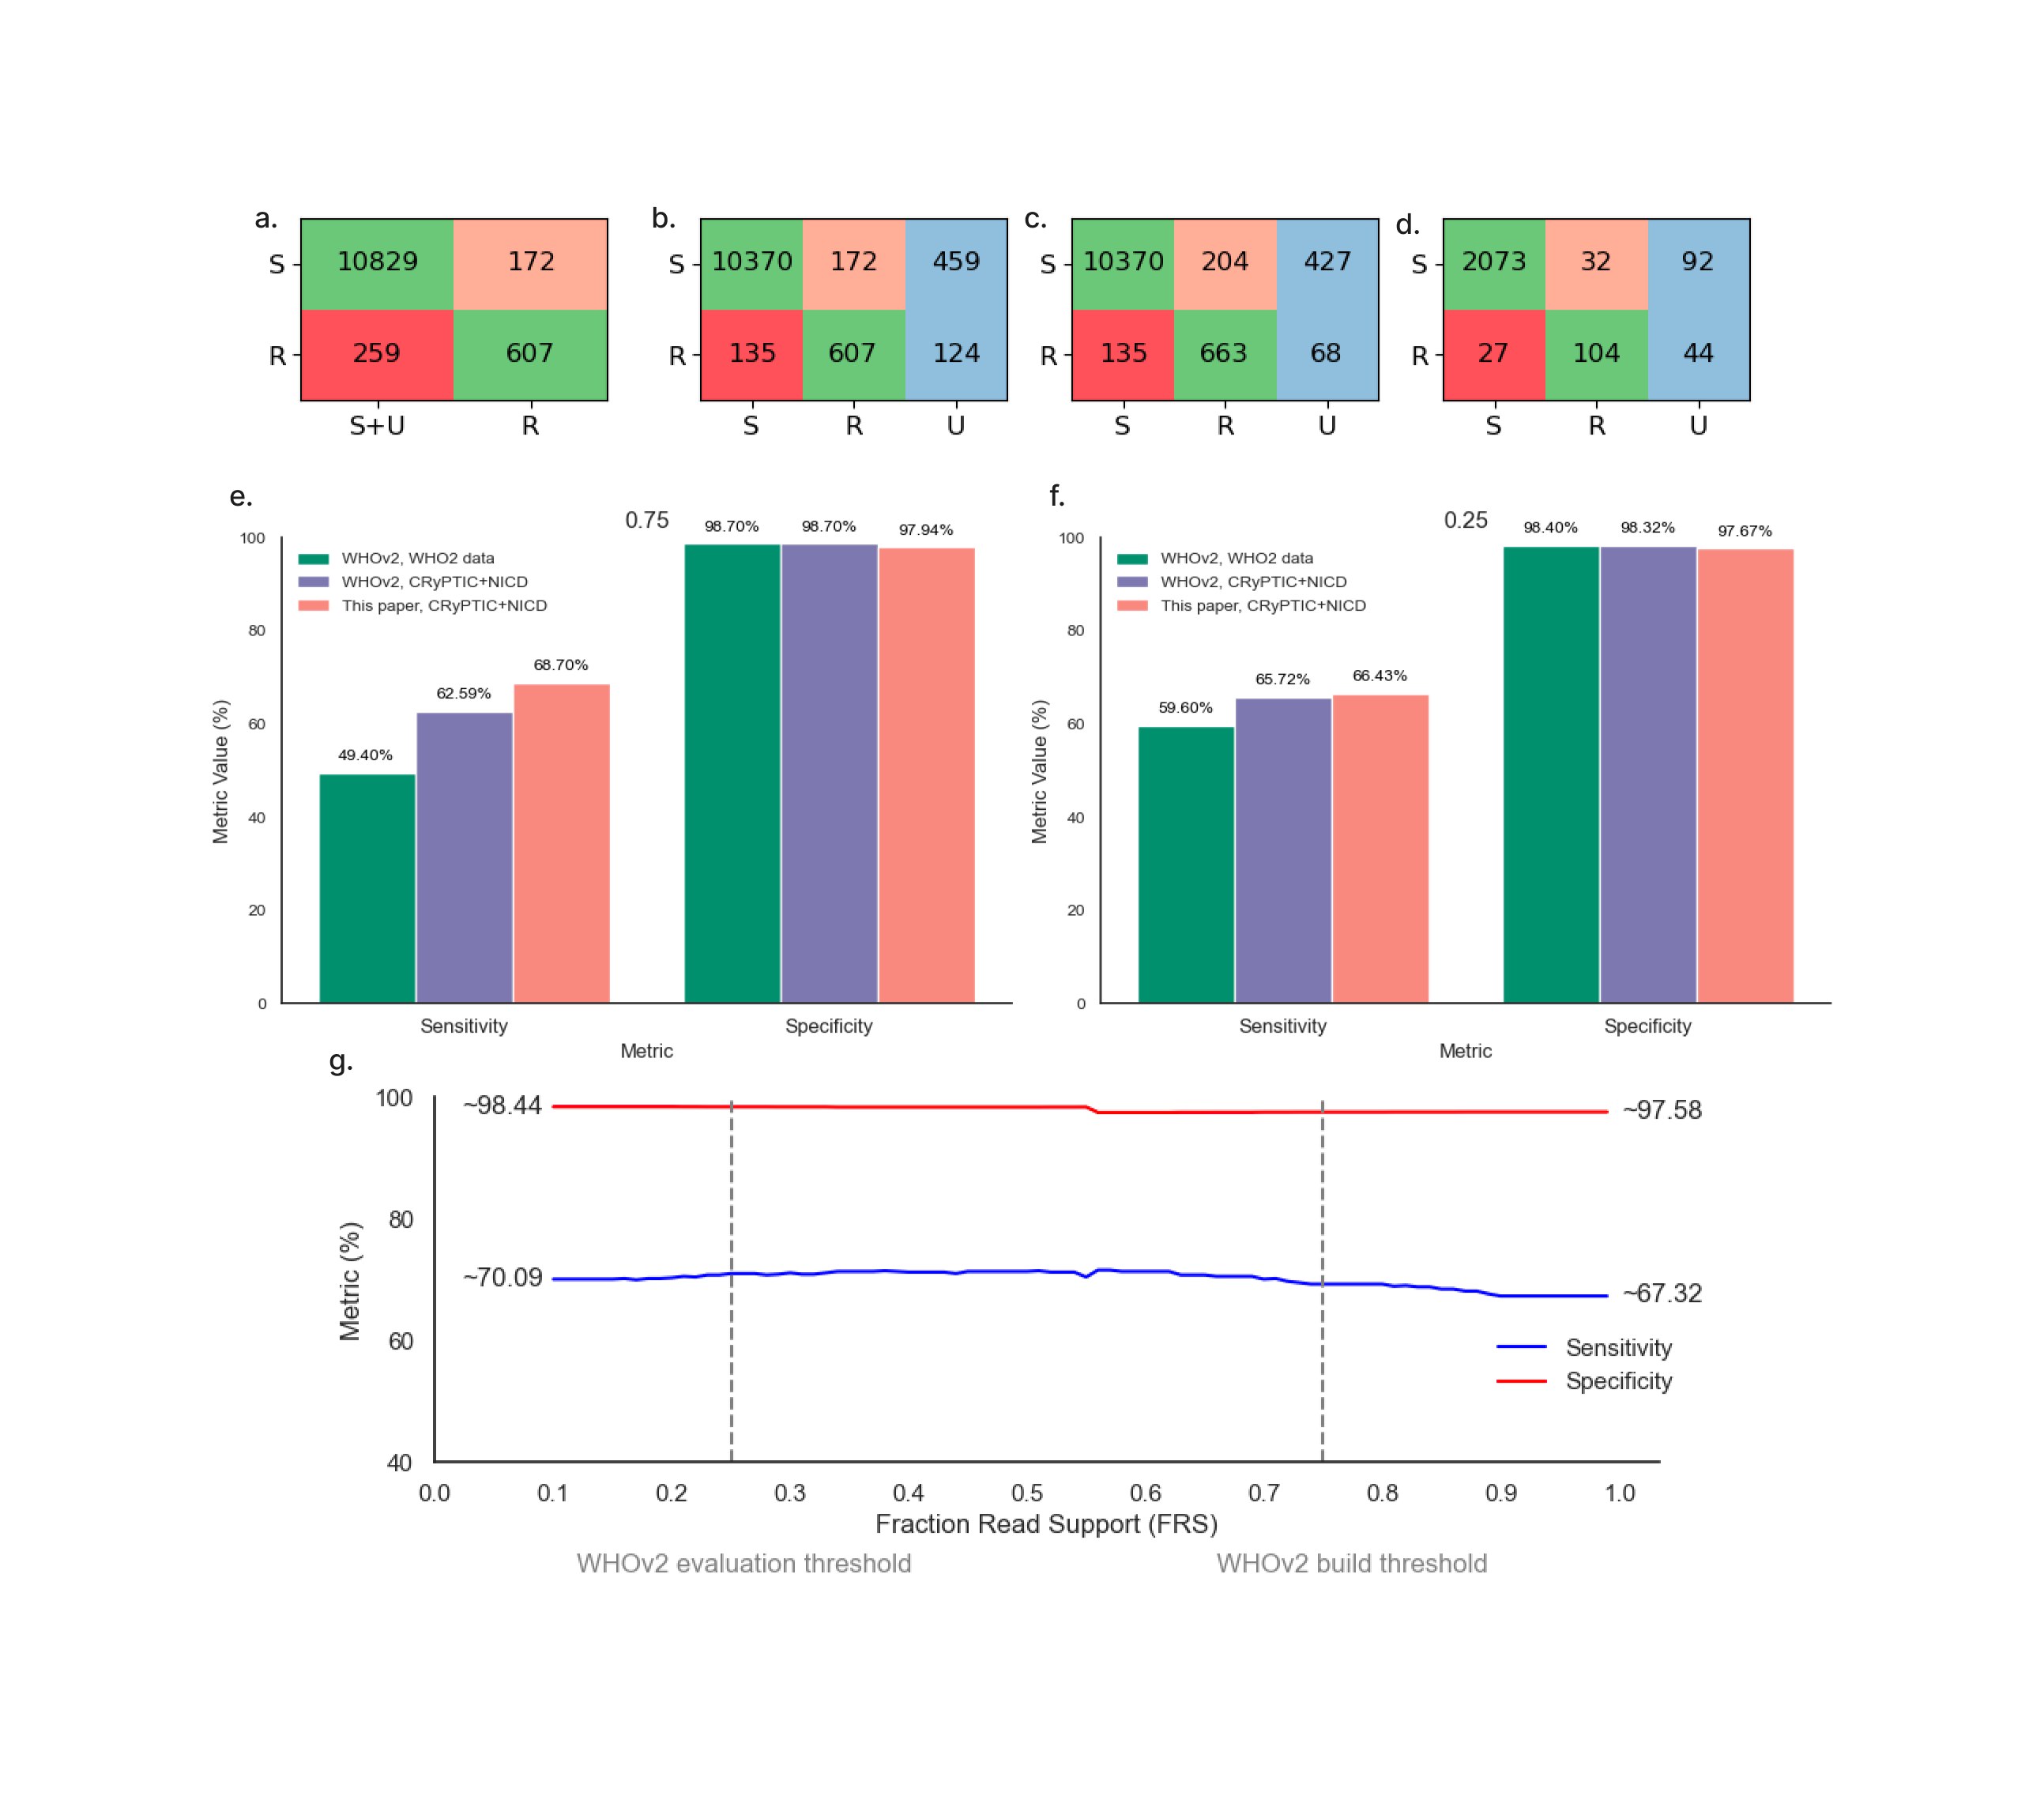 a.
b.
c.
d.
S 10829 172
R 259 607
S+U R
S 10370 172 459
R 135 607 124
S R U
S 10370 204 427
R 135 663 68
S R U
S 2073 32 92
R 27 104 44
S R U
e.
0.75
WHOv2, WHO2 data
WHOv2, CRyPTIC+NICD
This paper, CRyPTIC+NICD
100
80
60
40
20
0
Metric Value (%)
49.40%
62.59%
68.70%
98.70%
98.70%
97.94%
Sensitivity
Specificity
Metric
f.
0.25
WHOv2, WHO2 data
WHOv2, CRyPTIC+NICD
This paper, CRyPTIC+NICD
100
80
60
40
20
0
Metric Value (%)
59.60%
65.72%
66.43%
98.40%
98.32%
97.67%
Sensitivity
Specificity
Metric
g.
100
80
60
40
Metric (%)
~98.44
~97.58
~70.09
~67.32
Sensitivity
Specificity
0.0 0.1 0.2 0.3 0.4 0.5 0.6 0.7 0.8 0.9 1.0
Fraction Read Support (FRS)
WHOv2 evaluation threshold
WHOv2 build threshold